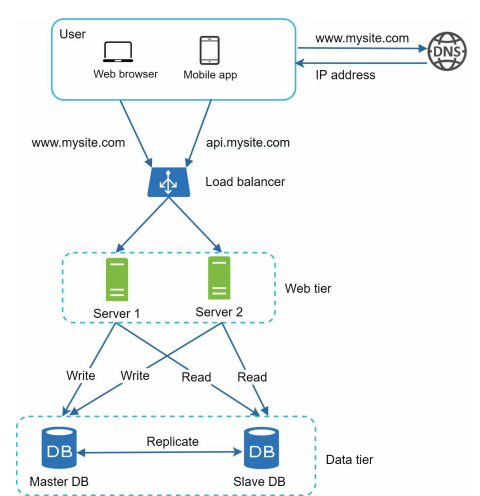 User
www.mysite.com
DNS
Web browser
Mobile app
IP address
www.mysite.com
api.mysite.com
Load balancer
Web tier
Server 1
Server 2
Write
Write
Read
Read
Replicate
DB
DB
Data tier
Master DB
Slave DB